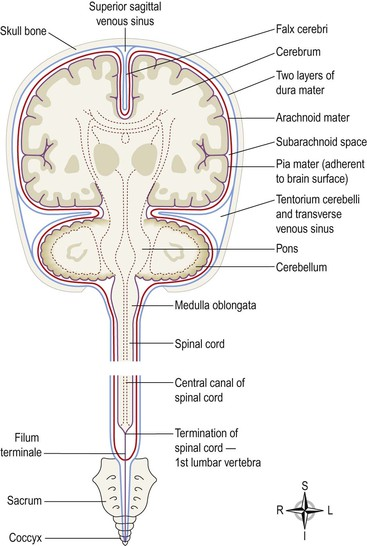 Superior sagittal
venous sinus
Skull bone
Falx cerebri
Cerebrum
Two layers of
dura mater
Arachnoid mater
Subarachnoid space
Pia mater (adherent
to brain surface)
Tentorium cerebelli
and transverse
venous sinus
Pons
Cerebellum
Medulla oblongata
Spinal cord
Central canal of
spinal cord
Filum
terminale
Termination of
spinal cord —
1st lumbar vertebra
Sacrum
Coccyx
S
R L
I